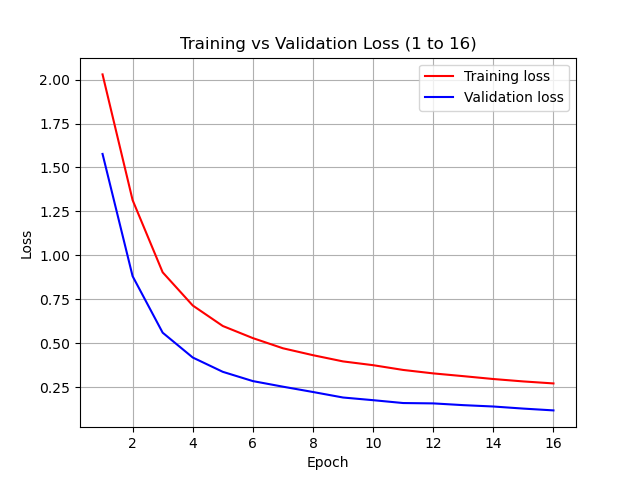 Training vs Validation Loss (1 to 16)
Training loss
Validation loss
2.00
1.75
1.50
1.25
1.00
0.75
0.50
0.25
Loss
2 4 6 8 10 12 14 16
Epoch